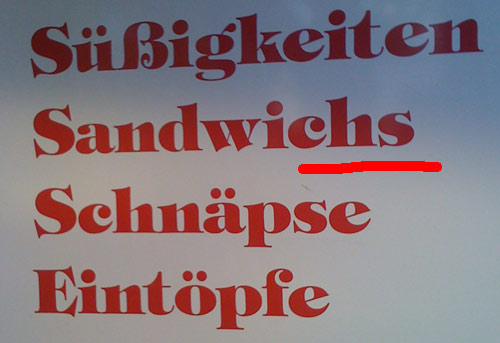 Süßigkeiten
Sandwichs
Schnäpse
Eintöpfe